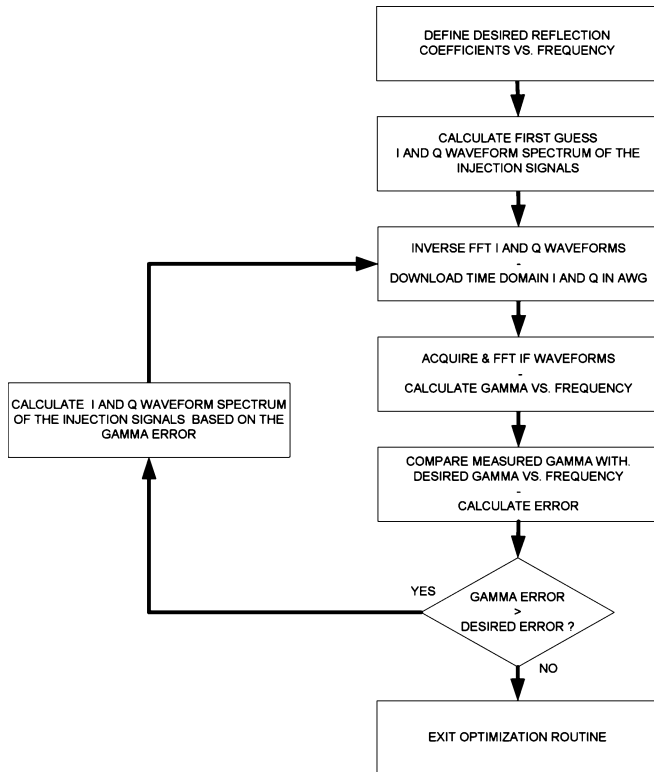 DEFINE DESIRED REFLECTION
COEFFICIENTS VS. FREQUENCY
CALCULATE FIRST GUESS
I AND Q WAVEFORM SPECTRUM OF THE
INJECTION SIGNALS
INVERSE FFT I AND Q WAVEFORMS
-
DOWNLOAD TIME DOMAIN I AND Q IN AWG
ACQUIRE & FFT IF WAVEFORMS
-
CALCULATE GAMMA VS. FREQUENCY
CALCULATE I AND Q WAVEFORM SPECTRUM
OF THE INJECTION SIGNALS BASED ON THE
GAMMA ERROR
COMPARE MEASURED GAMMA WITH.
DESIRED GAMMA VS. FREQUENCY
-
CALCULATE ERROR
YES
GAMMA ERROR
>
DESIRED ERROR ?
NO
EXIT OPTIMIZATION ROUTINE